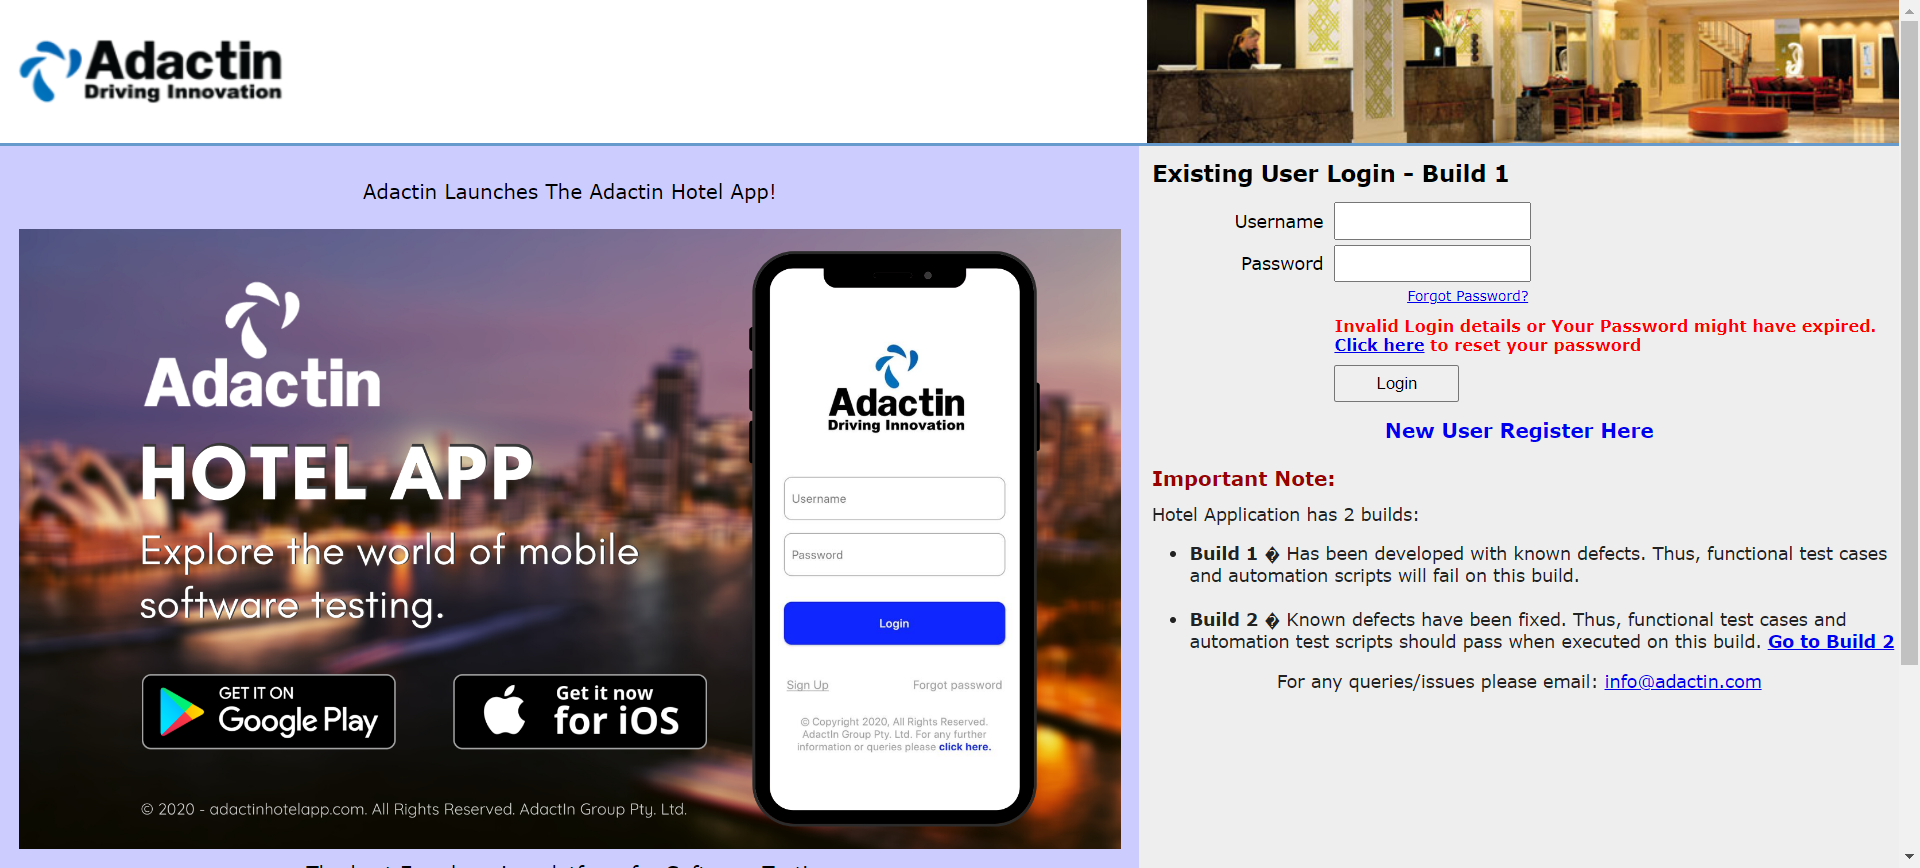 Adactin
Driving Innovation
Adactin Launches The Adactin Hotel App!
Adactin
HOTEL APP
Explore the world of mobile
software testing.
GET IT ON
Google Play
Get it now
for iOS
© 2020 - adactinhotelapp.com. All Rights Reserved. AdactIn Group Pty. Ltd.
Adactin
Driving Innovation
Username
Password
Login
Sign Up
Forgot password
© Copyright 2020, All Rights Reserved.
AdactIn Group Pty. Ltd. For any further
information or queries please click here.
Existing User Login - Build 1
Username
Password
Forgot Password?
Invalid Login details or Your Password might have expired.
Click here to reset your password
Login
New User Register Here
Important Note:
Hotel Application has 2 builds:
• Build 1 � Has been developed with known defects. Thus, functional test cases
and automation scripts will fail on this build.
• Build 2 � Known defects have been fixed. Thus, functional test cases and
automation test scripts should pass when executed on this build. Go to Build 2
For any queries/issues please email: info@adactin.com